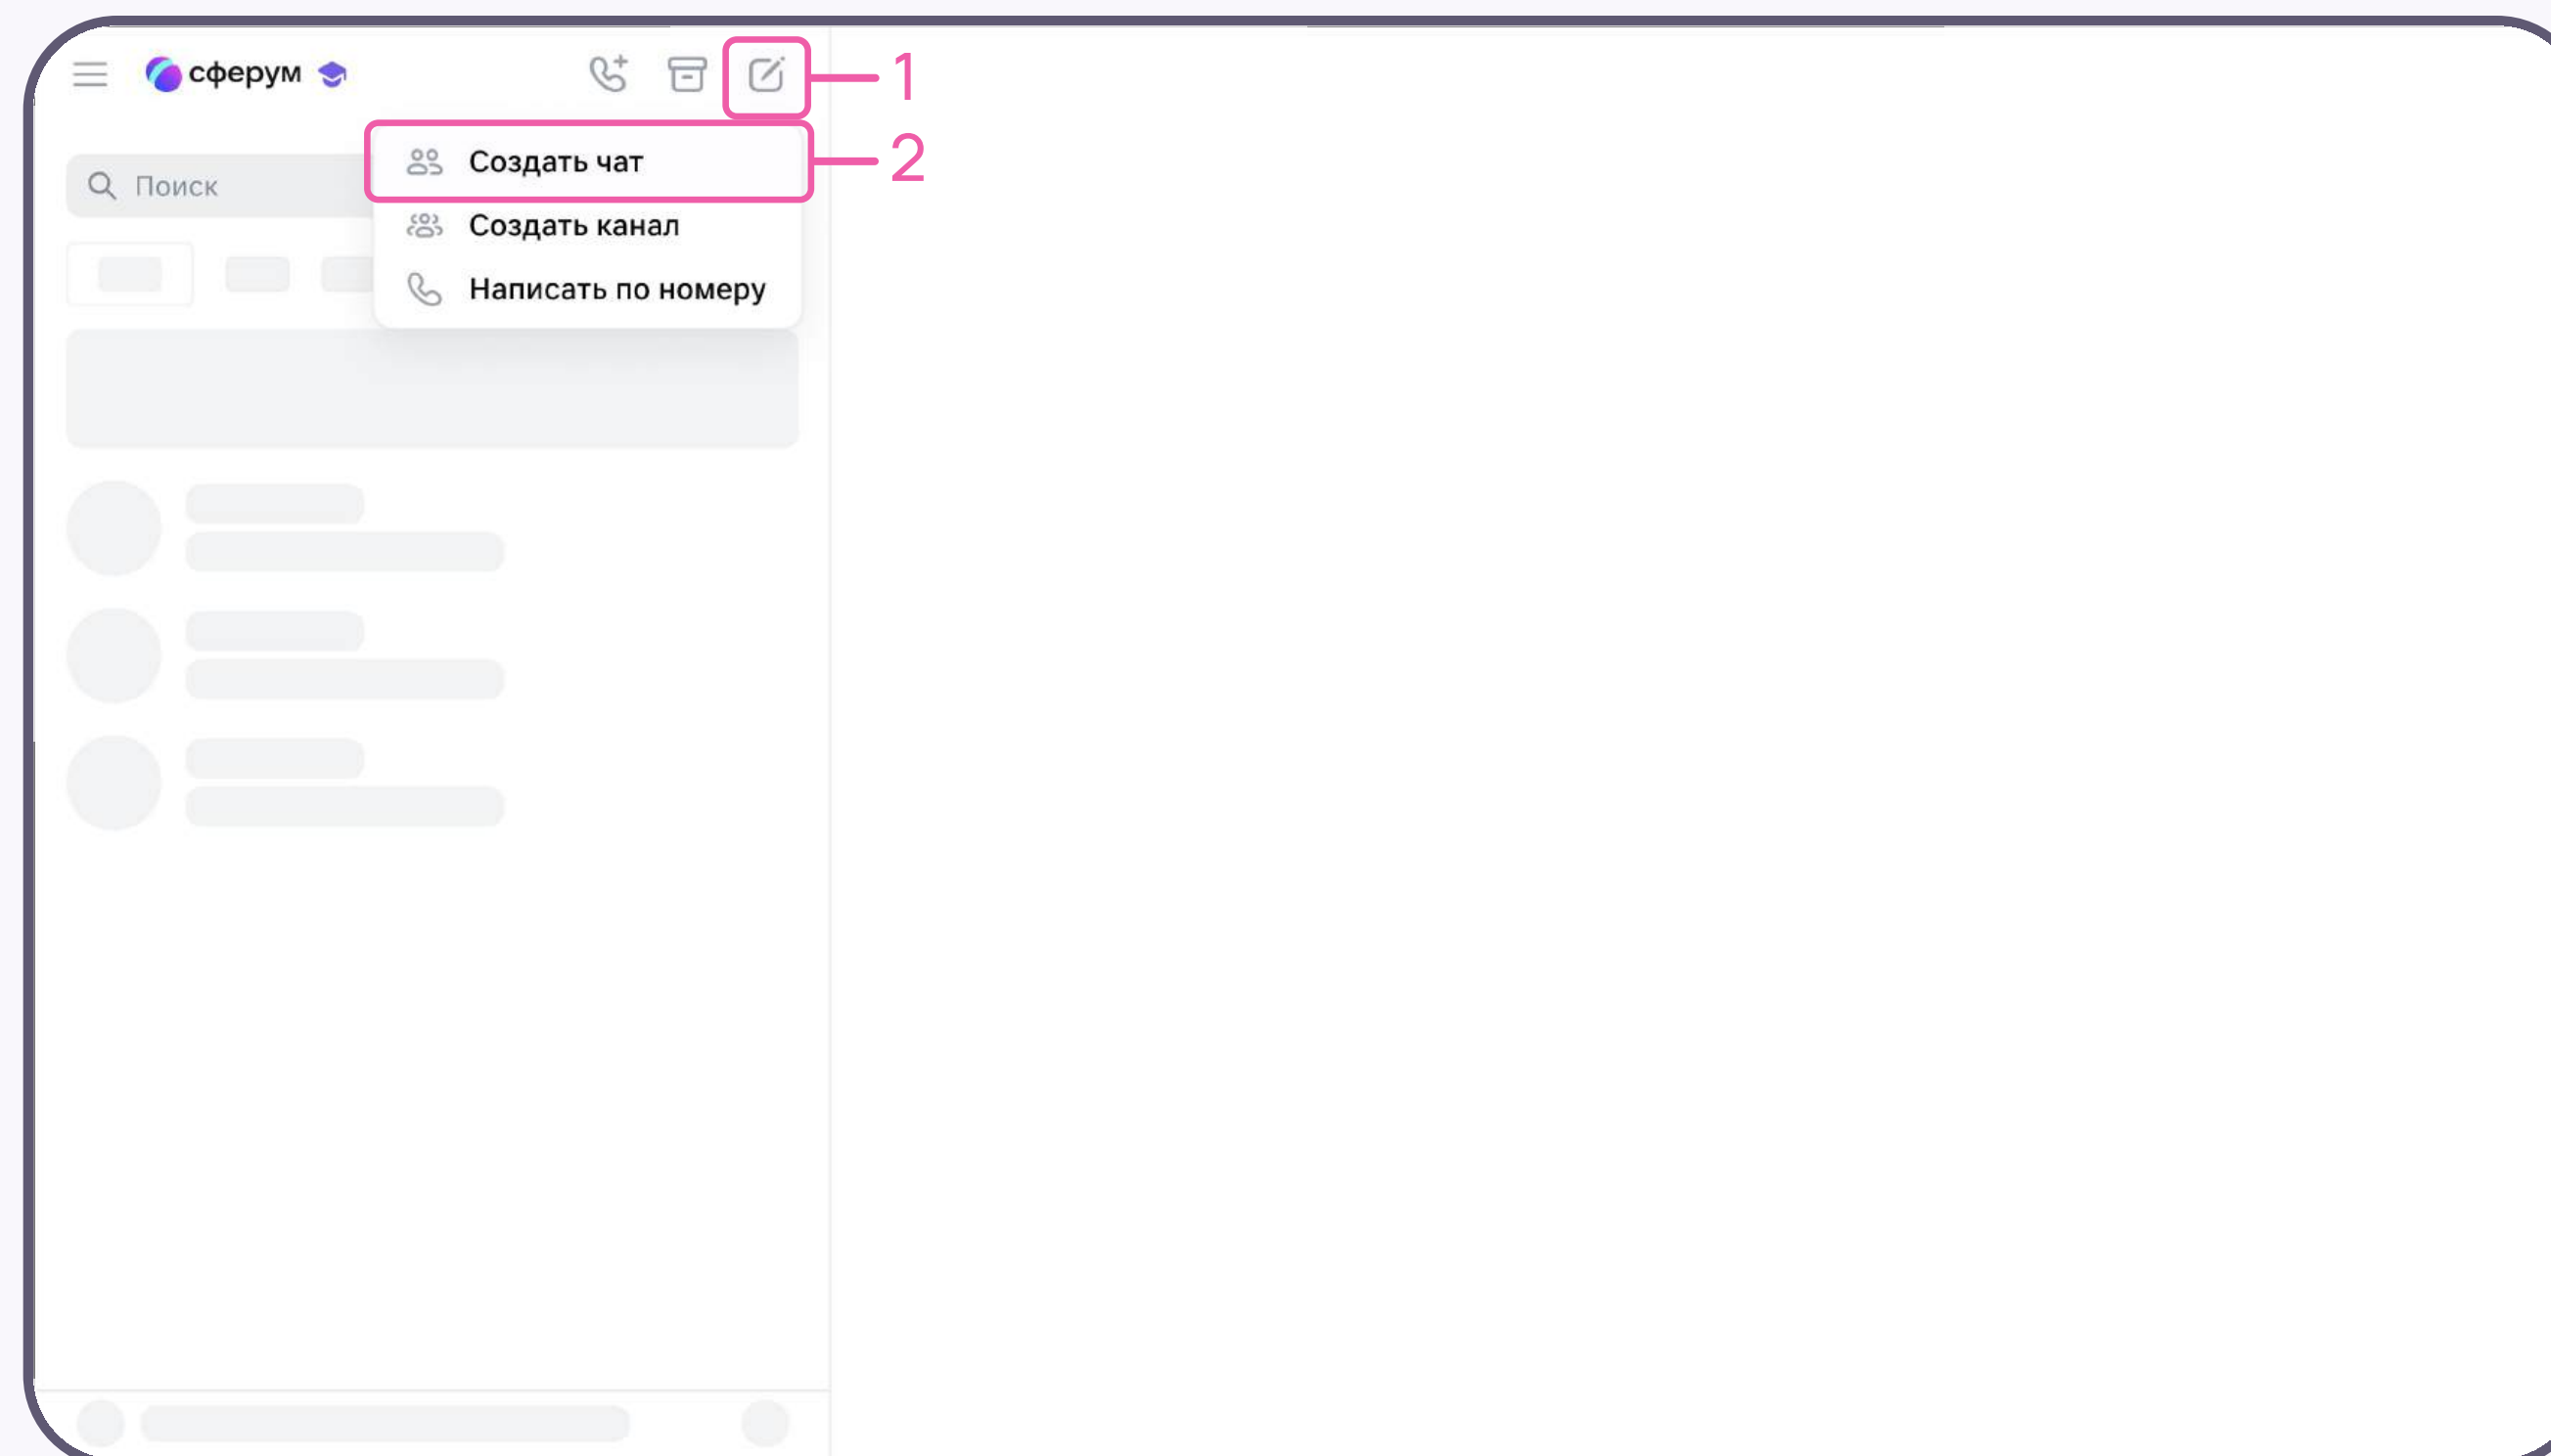 сферум
1
Создать чат
2
Поиск
Создать канал
Написать по номеру